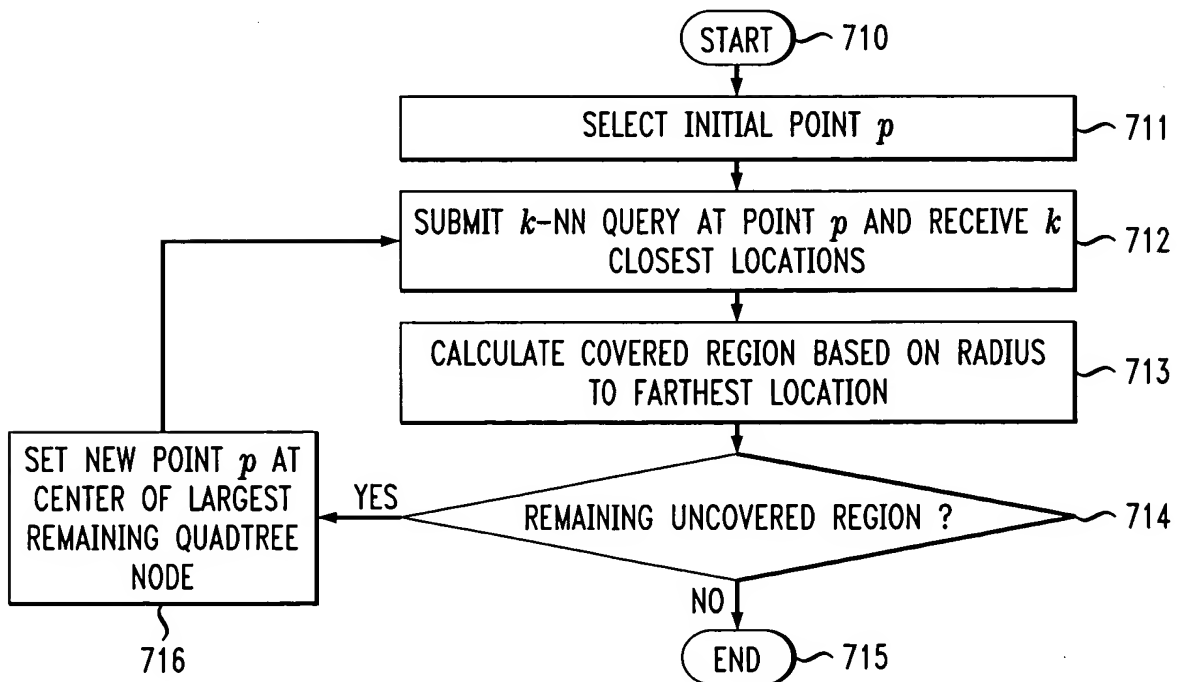 START
710
SELECT INITIAL POINT p
711
SUBMIT k-NN QUERY AT POINT p AND RECEIVE k
CLOSEST LOCATIONS
712
CALCULATE COVERED REGION BASED ON RADIUS
TO FARTHEST LOCATION
713
REMAINING UNCOVERED REGION ?
714
YES
SET NEW POINT p AT
CENTER OF LARGEST
REMAINING QUADTREE
NODE
716
NO
END
715